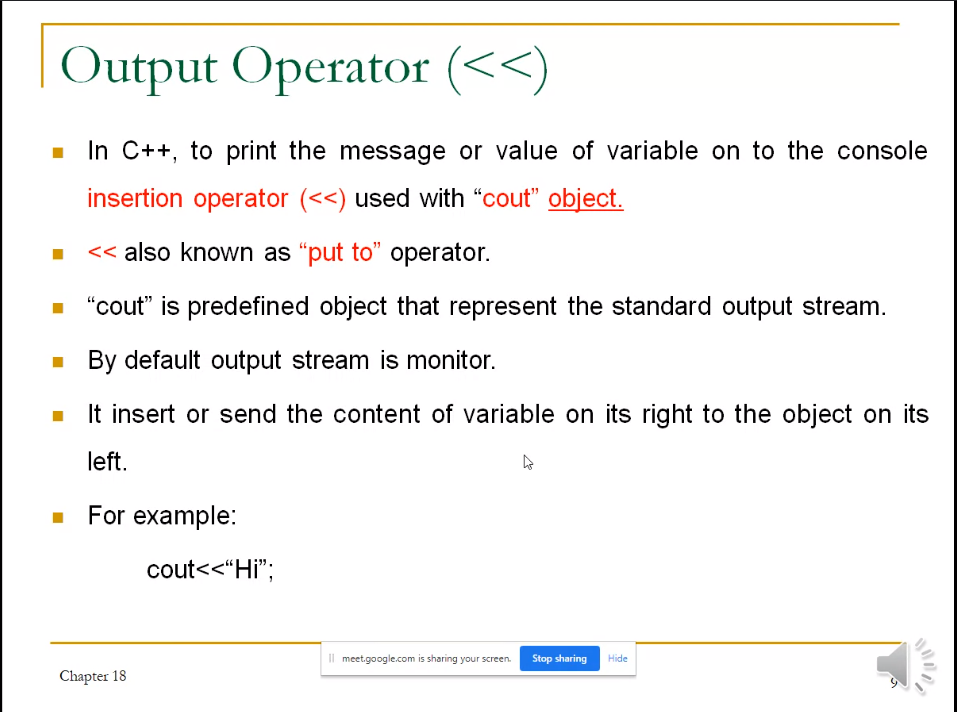 Output Operator (<<)
In C++, to print the message or value of variable on to the console
insertion operator (<<) used with “cout” object.
<< also known as “put to” operator.
“cout” is predefined object that represent the standard output stream.
By default output stream is monitor.
It insert or send the content of variable on its right to the object on its
left.
For example:
cout<<“Hi”;
meet.google.com is sharing your screen. Stop sharing Hide
Chapter 18
9